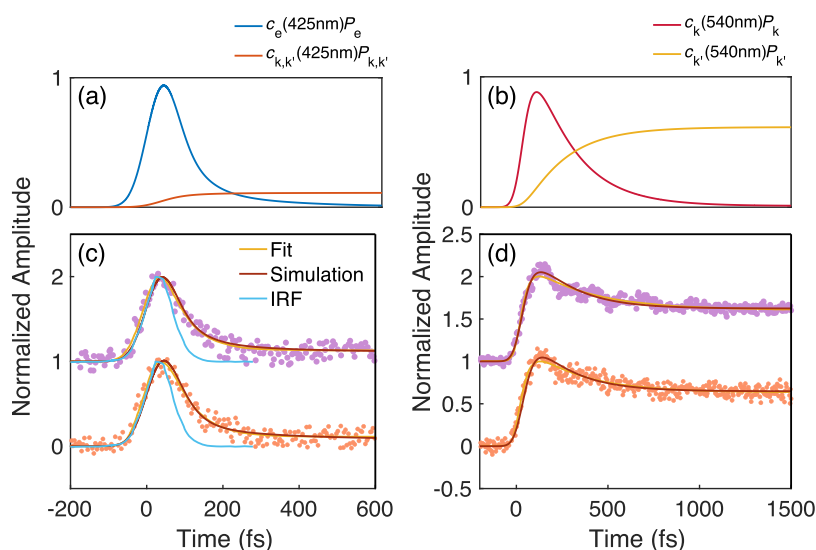 c_e(425nm)P_e
c_k,k'(425nm)P_k,k'
c_k(540nm)P_k
c_k'(540nm)P_k'
(a)
1
0
(b)
1
0
Normalized Amplitude
(c)
Fit
Simulation
IRF
2
1
0
-200 0 200 400 600
Time (fs)
Normalized Amplitude
(d)
2.5
2
1.5
1
0.5
0
-0.5
0 500 1000 1500
Time (fs)